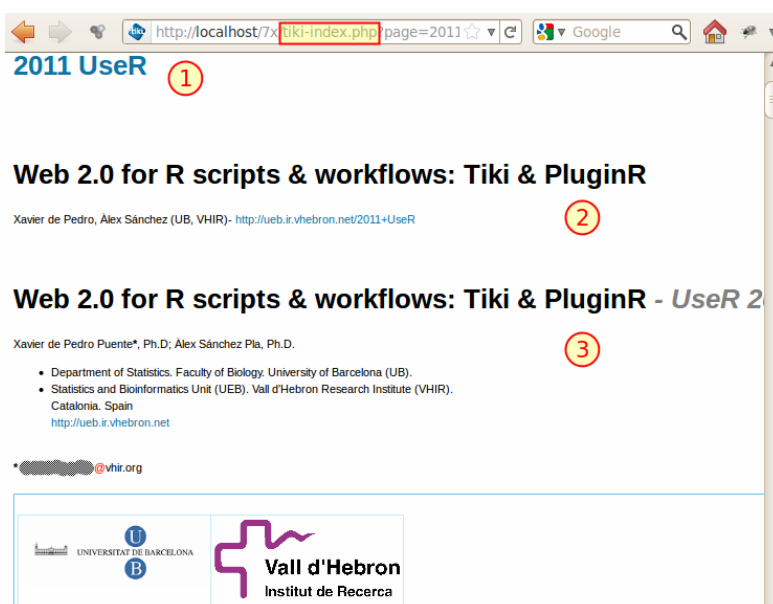 http://localhost/7x/tiki-index.php?page=2011
Google
2011 UseR
1
Web 2.0 for R scripts & workflows: Tiki & PluginR
Xavier de Pedro, Àlex Sánchez (UB, VHIR)- http://ueb.ir.vhebron.net/2011+UseR
2
Web 2.0 for R scripts & workflows: Tiki & PluginR - UseR 2
Xavier de Pedro Puente*, Ph.D; Àlex Sánchez Pla, Ph.D.
3
• Department of Statistics. Faculty of Biology. University of Barcelona (UB).
• Statistics and Bioinformatics Unit (UEB). Vall d'Hebron Research Institute (VHIR).
Catalonia. Spain
http://ueb.ir.vhebron.net
*@vhir.org
U
UNIVERSITAT DE BARCELONA
B
Vall d'Hebron
Institut de Recerca